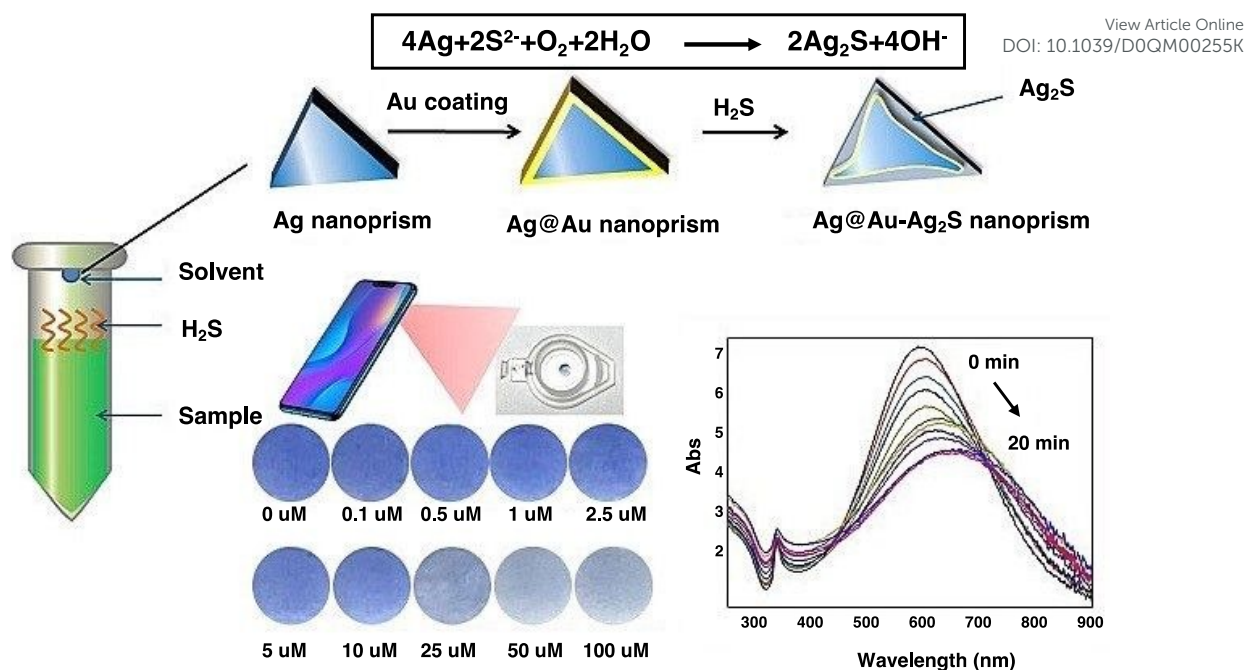 View Article Online
DOI: 10.1039/D0QM00255K
4Ag+2S²⁻+O₂+2H₂O → 2Ag₂S+4OH⁻
Au coating
H₂S
Ag₂S
Ag nanoprism
Ag@Au nanoprism
Ag@Au-Ag₂S nanoprism
Solvent
H₂S
Sample
0 uM 0.1 uM 0.5 uM 1 uM 2.5 uM
5 uM 10 uM 25 uM 50 uM 100 uM
Abs
7
6
5
4
3
2
0 min
20 min
300 400 500 600 700 800 900
Wavelength (nm)